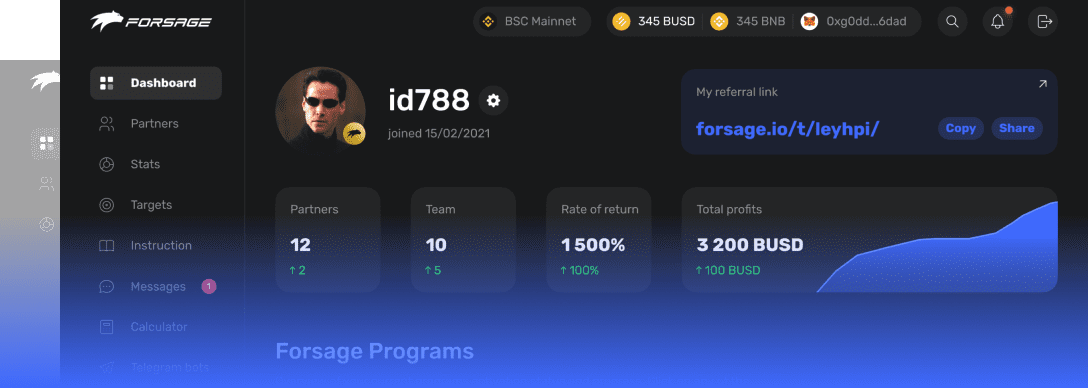 FORSAGE
BSC Mainnet
345 BUSD
345 BNB
0xg0dd...6dad
Dashboard
Partners
Stats
Targets
Instruction
Messages
1
Calculator
Telegram bots
id788
joined 15/02/2021
My referral link
forsage.io/t/leyhpi/
Copy
Share
Partners
12
↑ 2
Team
10
↑ 5
Rate of return
1 500%
↑ 100%
Total profits
3 200 BUSD
↑ 100 BUSD
Forsage Programs